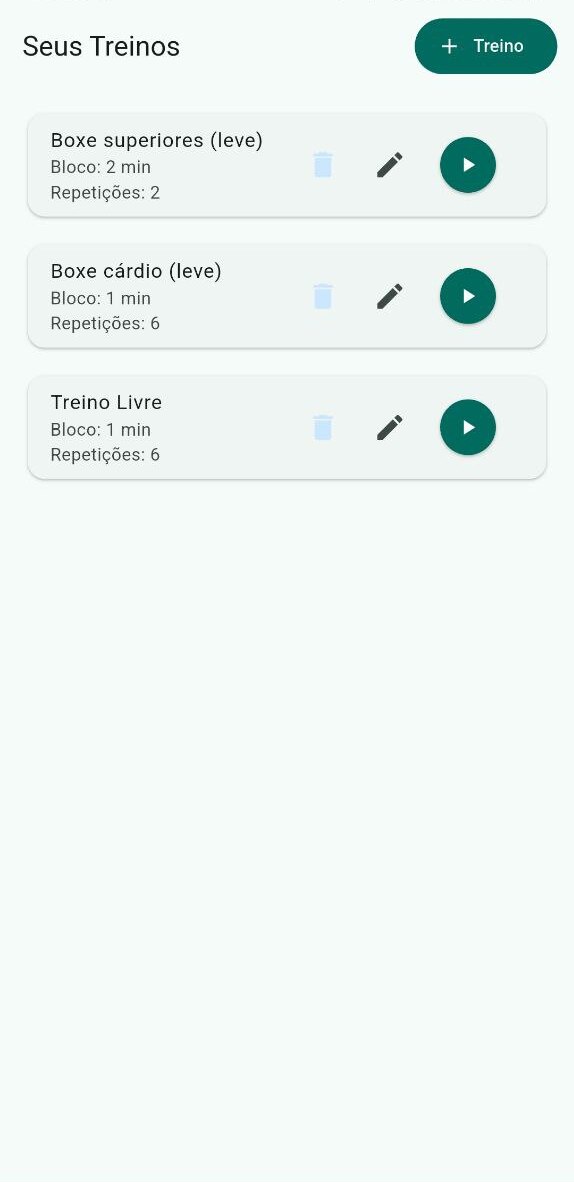 Seus Treinos
+ Treino
Boxe superiores (leve)
Bloco: 2 min
Repetições: 2
Boxe cárdio (leve)
Bloco: 1 min
Repetições: 6
Treino Livre
Bloco: 1 min
Repetições: 6